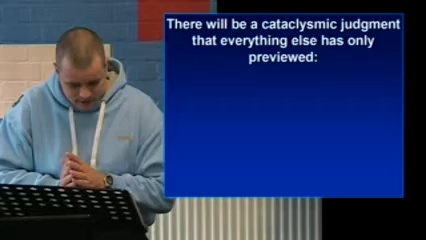 There will be a cataclysmic judgment
that everything else has only
previewed: